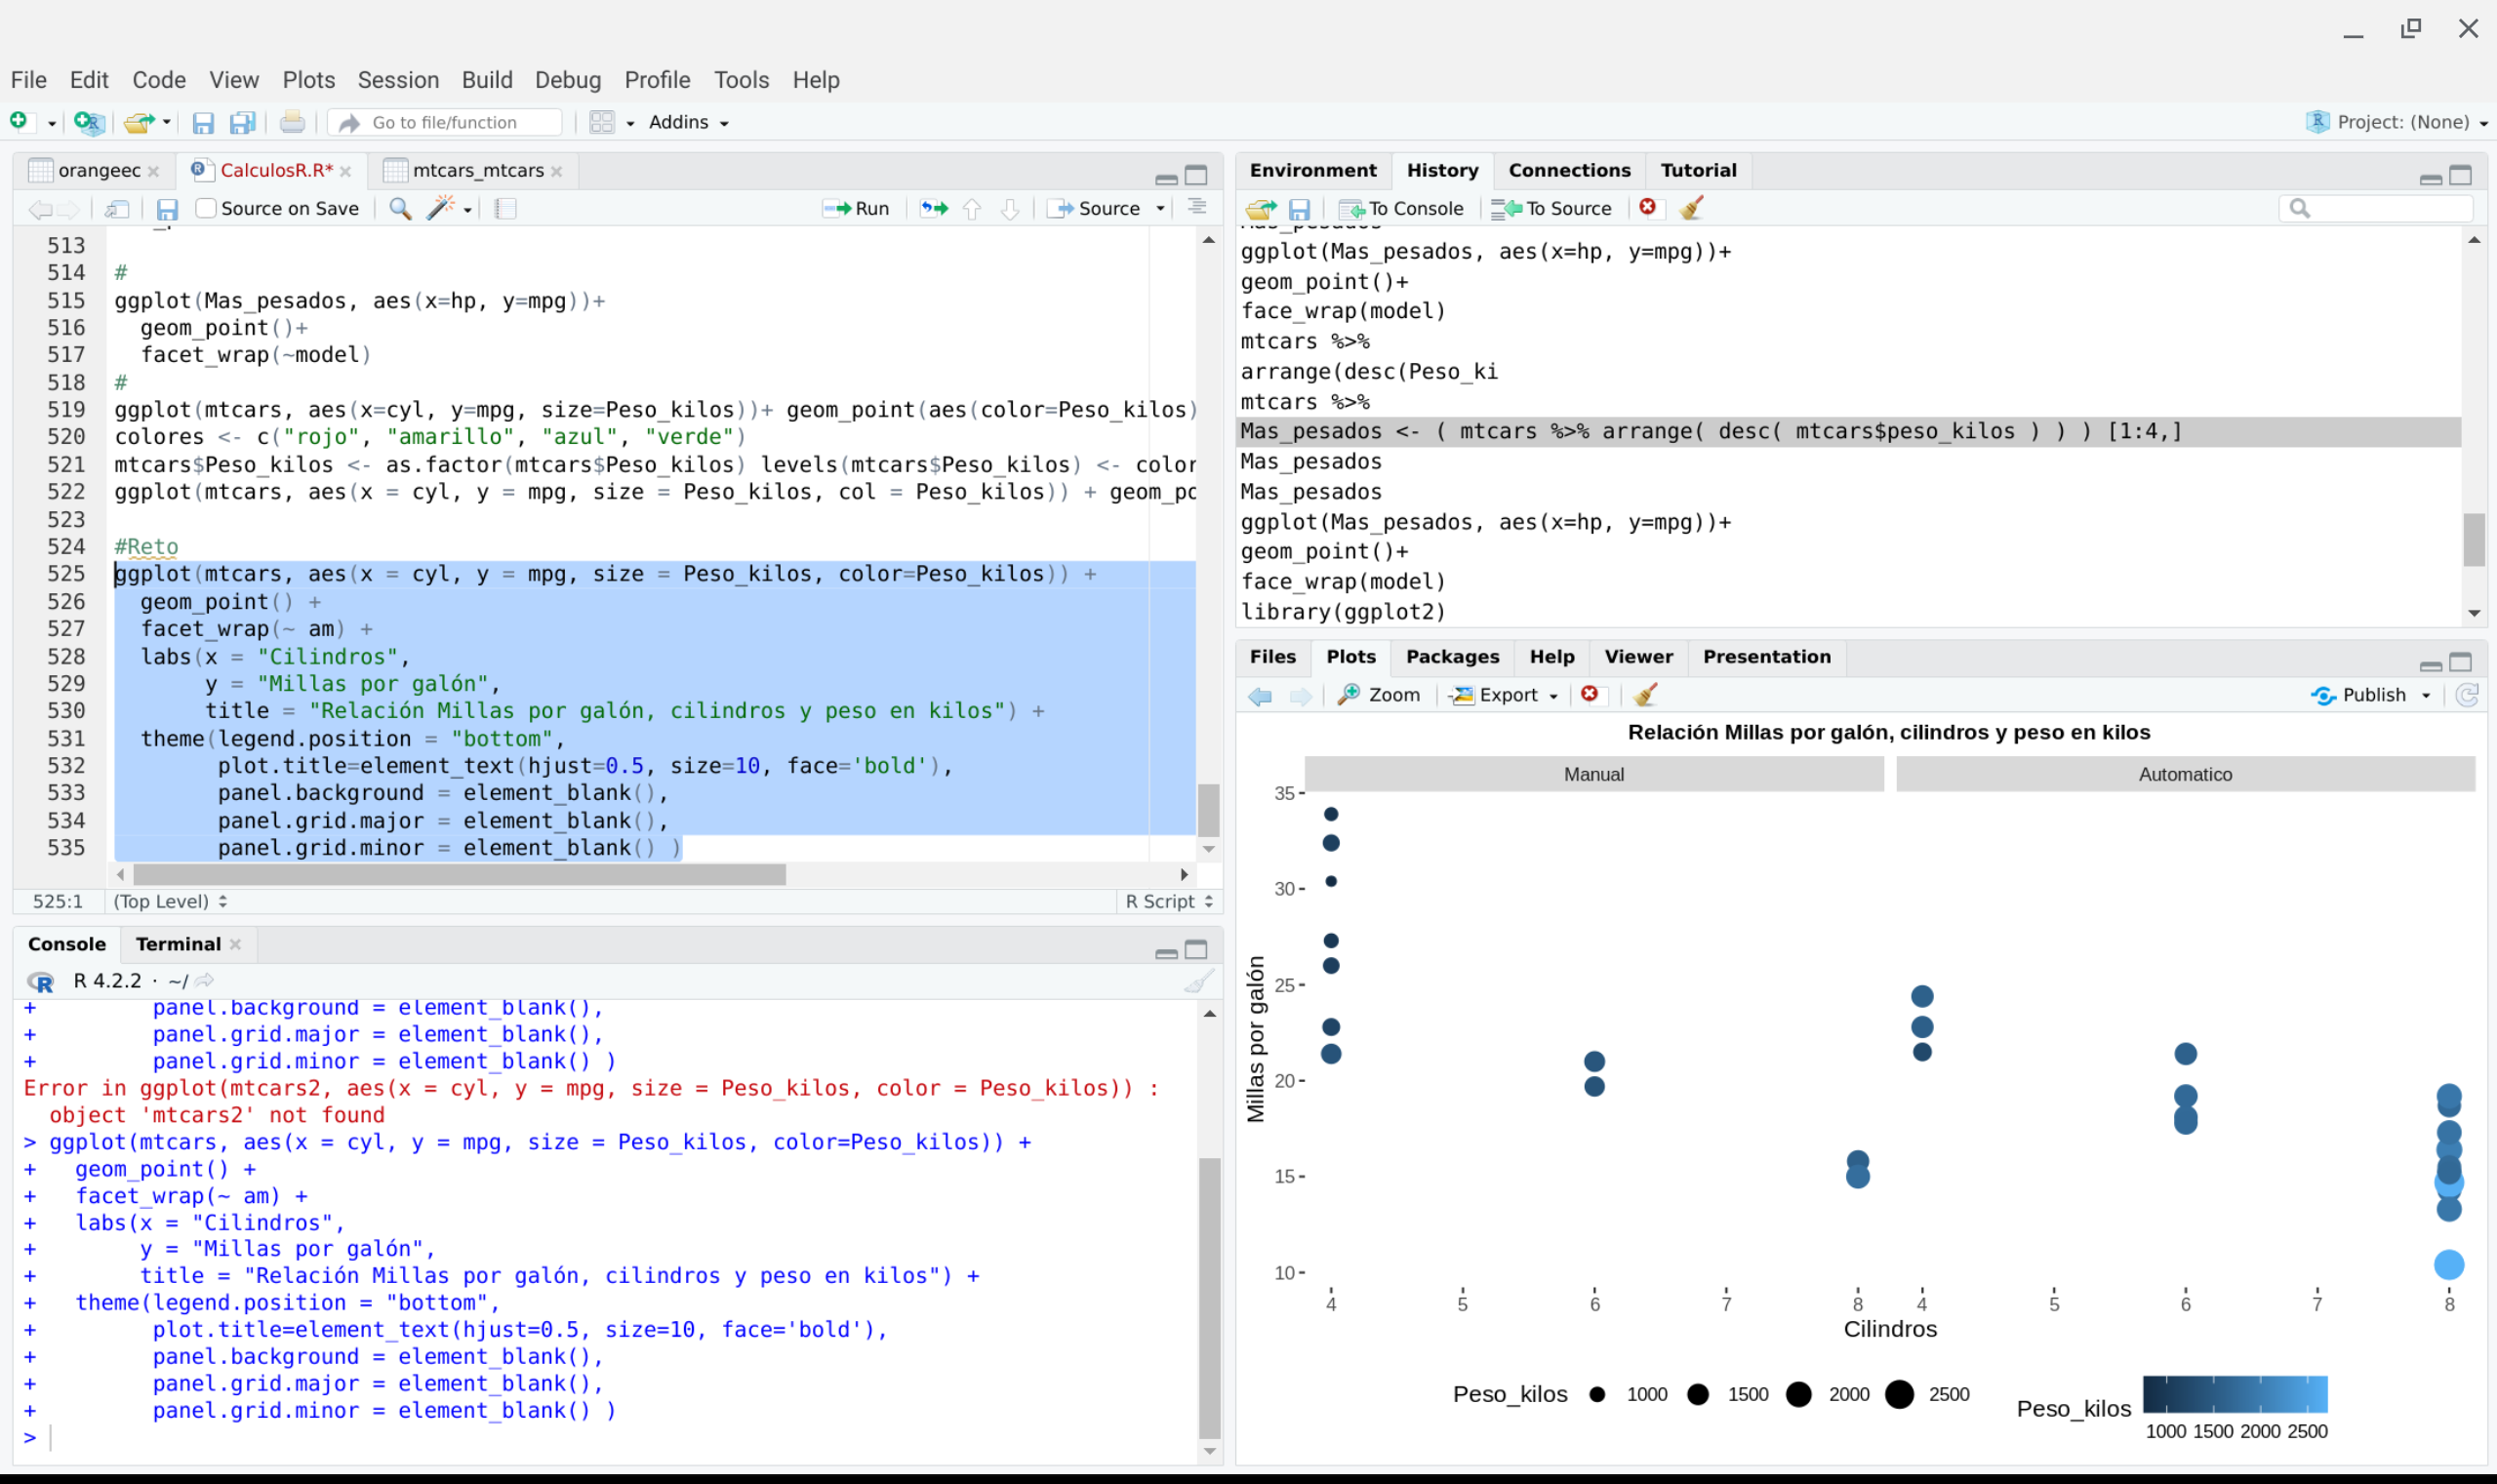 File Edit Code View Plots Session Build Debug Profile Tools Help
Go to file/function Addins Project: (None)
orangeec CalculosR.R* mtcars_mtcars
Source on Save Run Source
513
514 #
515 ggplot(Mas_pesados, aes(x=hp, y=mpg))+
516   geom_point()+
517   facet_wrap(~model)
518 #
519 ggplot(mtcars, aes(x=cyl, y=mpg, size=Peso_kilos))+ geom_point(aes(color=Peso_kilos)
520 colores <- c("rojo", "amarillo", "azul", "verde")
521 mtcars$Peso_kilos <- as.factor(mtcars$Peso_kilos) levels(mtcars$Peso_kilos) <- color
522 ggplot(mtcars, aes(x = cyl, y = mpg, size = Peso_kilos, col = Peso_kilos)) + geom_po
523
524 #Reto
525 ggplot(mtcars, aes(x = cyl, y = mpg, size = Peso_kilos, color=Peso_kilos)) +
526   geom_point() +
527   facet_wrap(~ am) +
528   labs(x = "Cilindros",
529        y = "Millas por galón",
530        title = "Relación Millas por galón, cilindros y peso en kilos") +
531   theme(legend.position = "bottom",
532         plot.title=element_text(hjust=0.5, size=10, face='bold'),
533         panel.background = element_blank(),
534         panel.grid.major = element_blank(),
535         panel.grid.minor = element_blank() )
525:1 (Top Level) R Script
Console Terminal
R 4.2.2 · ~/
+         panel.background = element_blank(),
+         panel.grid.major = element_blank(),
+         panel.grid.minor = element_blank() )
Error in ggplot(mtcars2, aes(x = cyl, y = mpg, size = Peso_kilos, color = Peso_kilos)) :
  object 'mtcars2' not found
> ggplot(mtcars, aes(x = cyl, y = mpg, size = Peso_kilos, color=Peso_kilos)) +
+   geom_point() +
+   facet_wrap(~ am) +
+   labs(x = "Cilindros",
+        y = "Millas por galón",
+        title = "Relación Millas por galón, cilindros y peso en kilos") +
+   theme(legend.position = "bottom",
+         plot.title=element_text(hjust=0.5, size=10, face='bold'),
+         panel.background = element_blank(),
+         panel.grid.major = element_blank(),
+         panel.grid.minor = element_blank() )
>
Environment History Connections Tutorial
To Console To Source
Mas_pesados
ggplot(Mas_pesados, aes(x=hp, y=mpg))+
geom_point()+
face_wrap(model)
mtcars %>%
arrange(desc(Peso_ki
mtcars %>%
Mas_pesados <- ( mtcars %>% arrange( desc( mtcars$peso_kilos ) ) ) [1:4,]
Mas_pesados
Mas_pesados
ggplot(Mas_pesados, aes(x=hp, y=mpg))+
geom_point()+
face_wrap(model)
library(ggplot2)
Files Plots Packages Help Viewer Presentation
Zoom Export Publish
Relación Millas por galón, cilindros y peso en kilos
Manual Automatico
Millas por galón
35
30
25
20
15
10
4 5 6 7 8 4 5 6 7 8
Cilindros
Peso_kilos 1000 1500 2000 2500
Peso_kilos
1000 1500 2000 2500